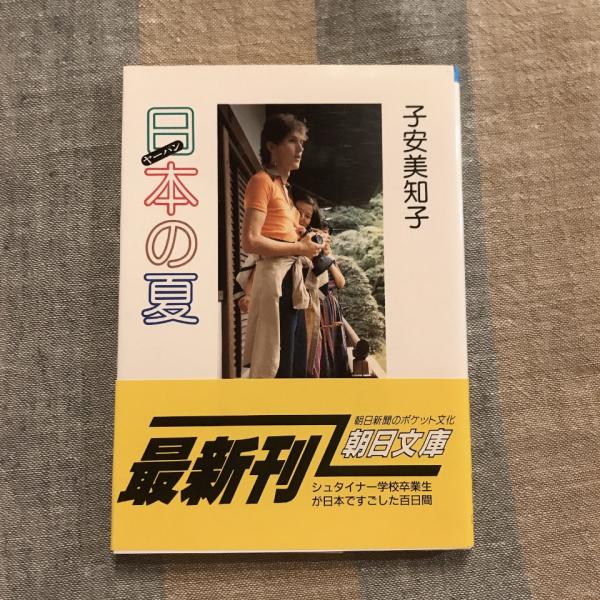 子安美知子
日本の夏
ヤーパン
朝日新聞のポケット文化
朝日文庫
最新刊
シュタイナー学校卒業生
が日本ですごした百日間